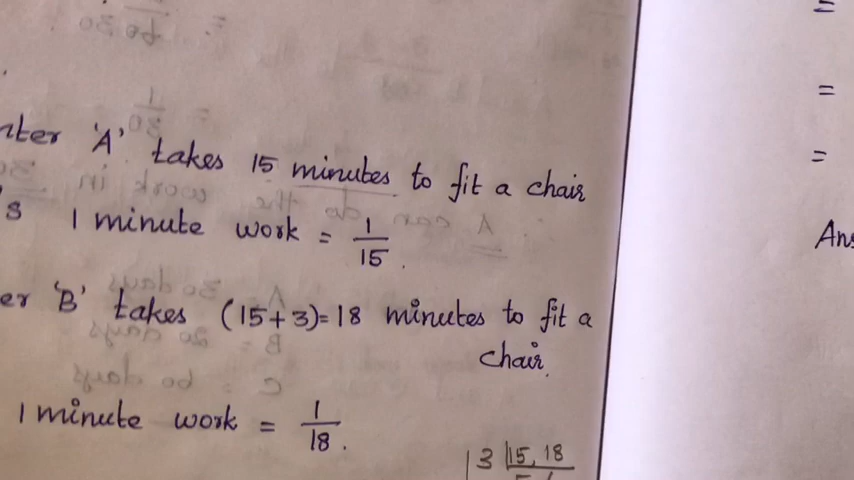 'A' takes 15 minutes to fit a chair
1 minute work = 1/15.
'B' takes (15+3)=18 minutes to fit a
chair.
1 minute work = 1/18.
3 | 15, 18
=
=
=
Ans